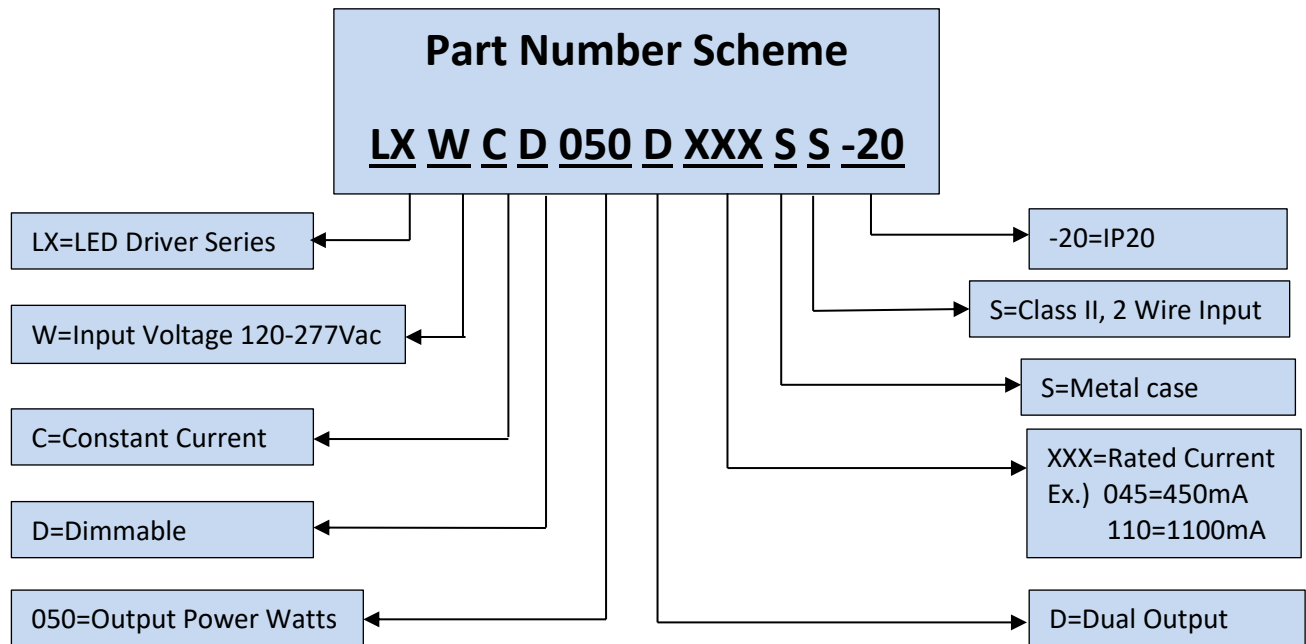 Part Number Scheme
LX W C D 050 D XXX S S -20
LX=LED Driver Series
W=Input Voltage 120-277Vac
C=Constant Current
D=Dimmable
050=Output Power Watts
-20=IP20
S=Class II, 2 Wire Input
S=Metal case
XXX=Rated Current
Ex.) 045=450mA
110=1100mA
D=Dual Output